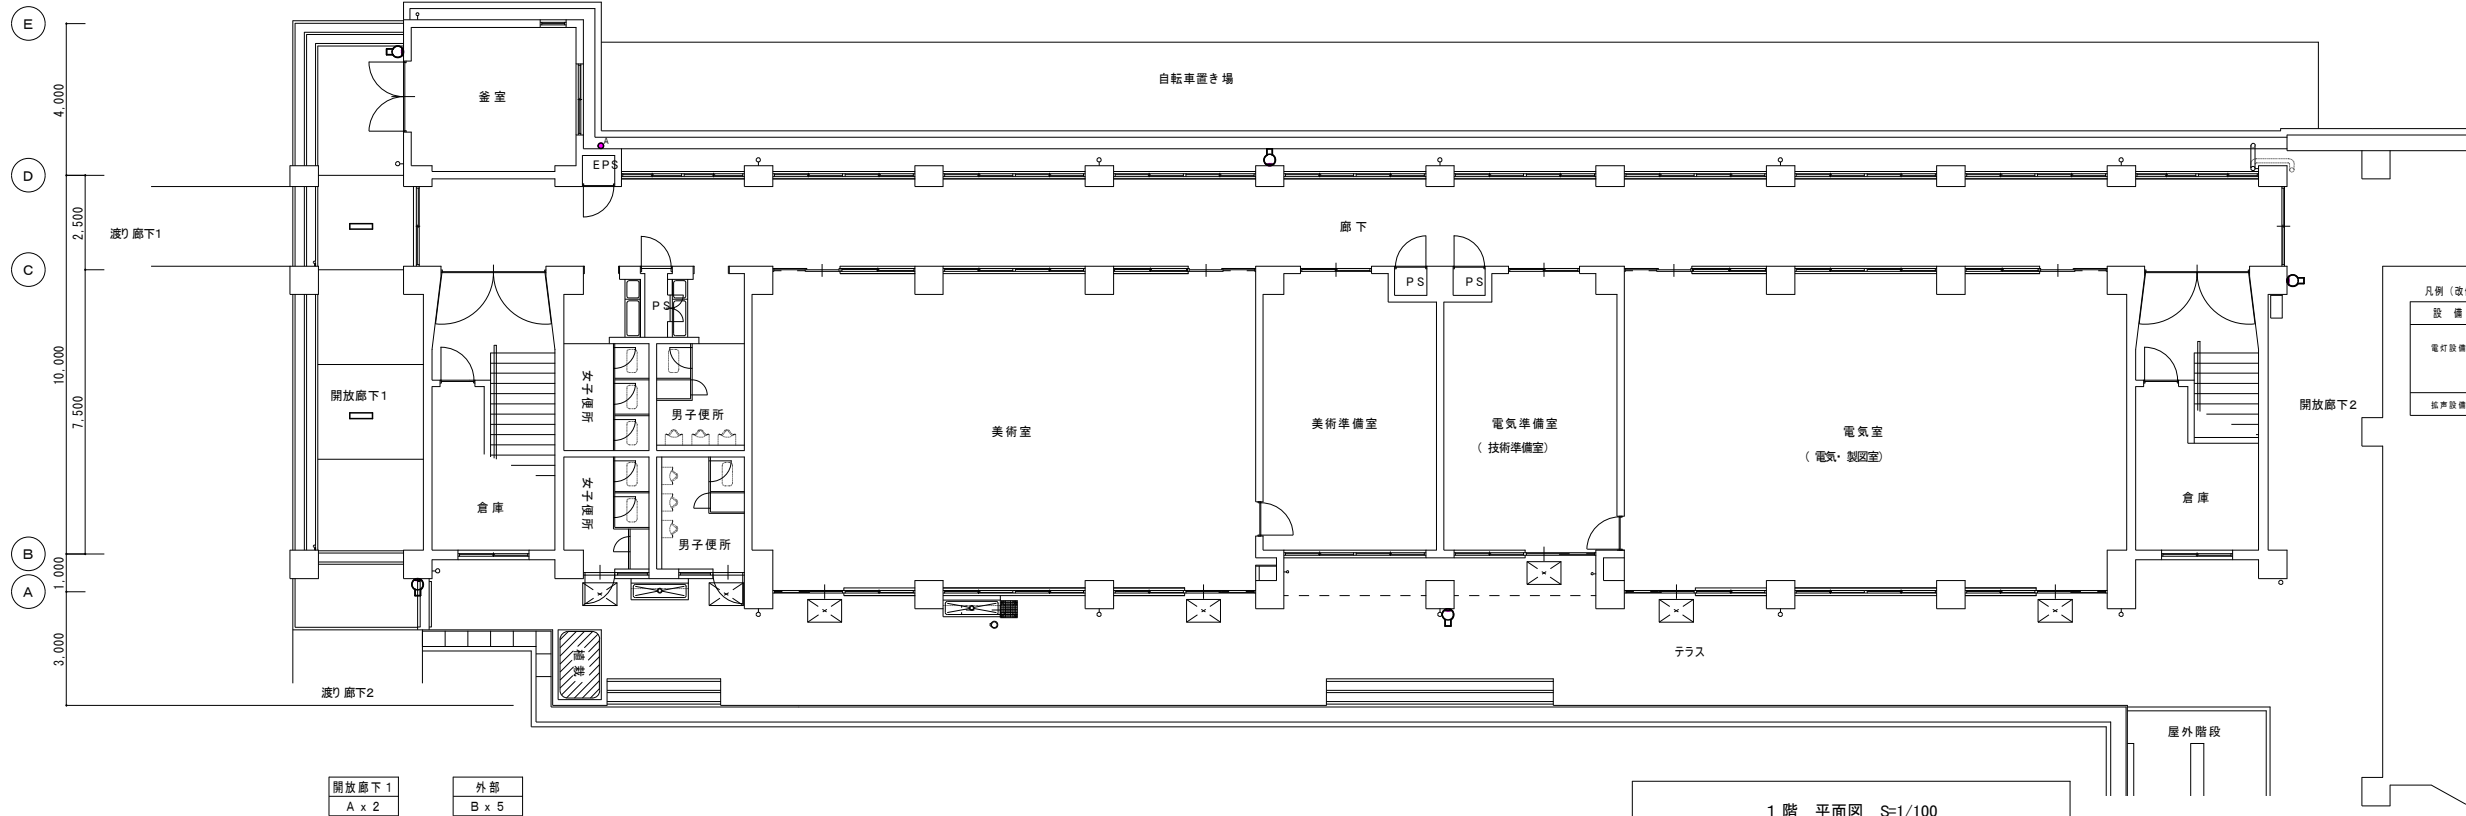 E
4,000
自転車置き場
釜室
A
EPS
D
2,500
渡り廊下1
廊下
C
PS
PS
PS
凡例（改
設備
電灯設備
拡声設備
10,000
7,500
開放廊下1
女子便所
男子便所
美術室
美術準備室
電気準備室
（技術準備室）
電気室
（電気・製図室）
開放廊下2
倉庫
女子便所
男子便所
倉庫
B
1,000
A
3,000
植栽
テラス
渡り廊下2
屋外階段
開放廊下1
A x 2
外部
B x 5
1階 平面図 S=1/100